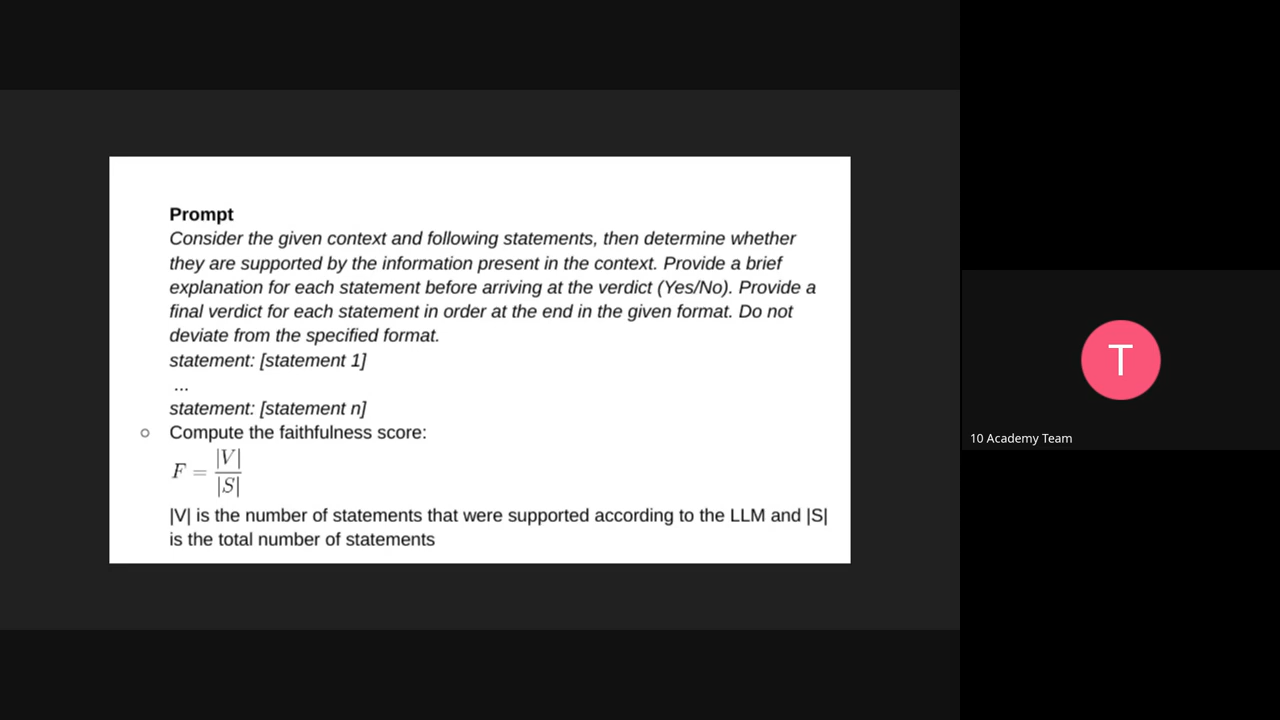 Prompt
Consider the given context and following statements, then determine whether
they are supported by the information present in the context. Provide a brief
explanation for each statement before arriving at the verdict (Yes/No). Provide a
final verdict for each statement in order at the end in the given format. Do not
deviate from the specified format.
statement: [statement 1]
...
statement: [statement n]
○ Compute the faithfulness score:
F = |V| / |S|
|V| is the number of statements that were supported according to the LLM and |S|
is the total number of statements
T
10 Academy Team